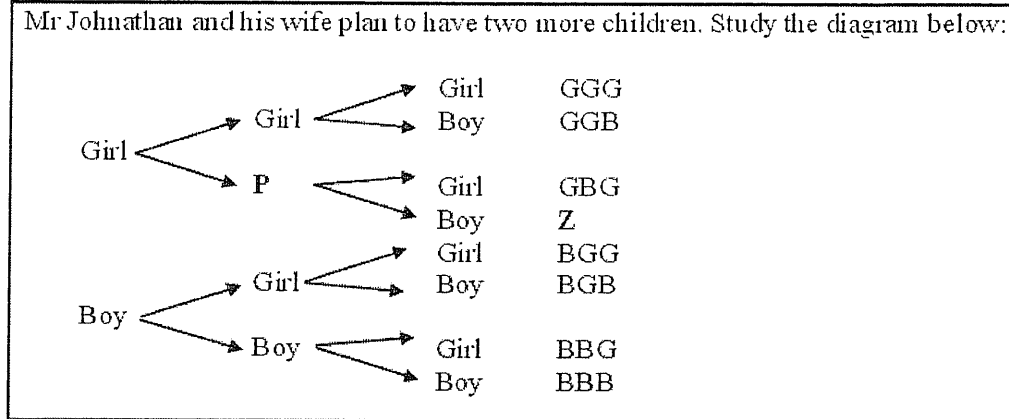 Mr Johnathan and his wife plan to have two more children. Study the diagram below:
Girl GGG
Girl Boy GGB
Girl
P Girl GBG
Boy Z
Girl BGG
Girl Boy BGB
Boy
Boy Girl BBG
Boy BBB